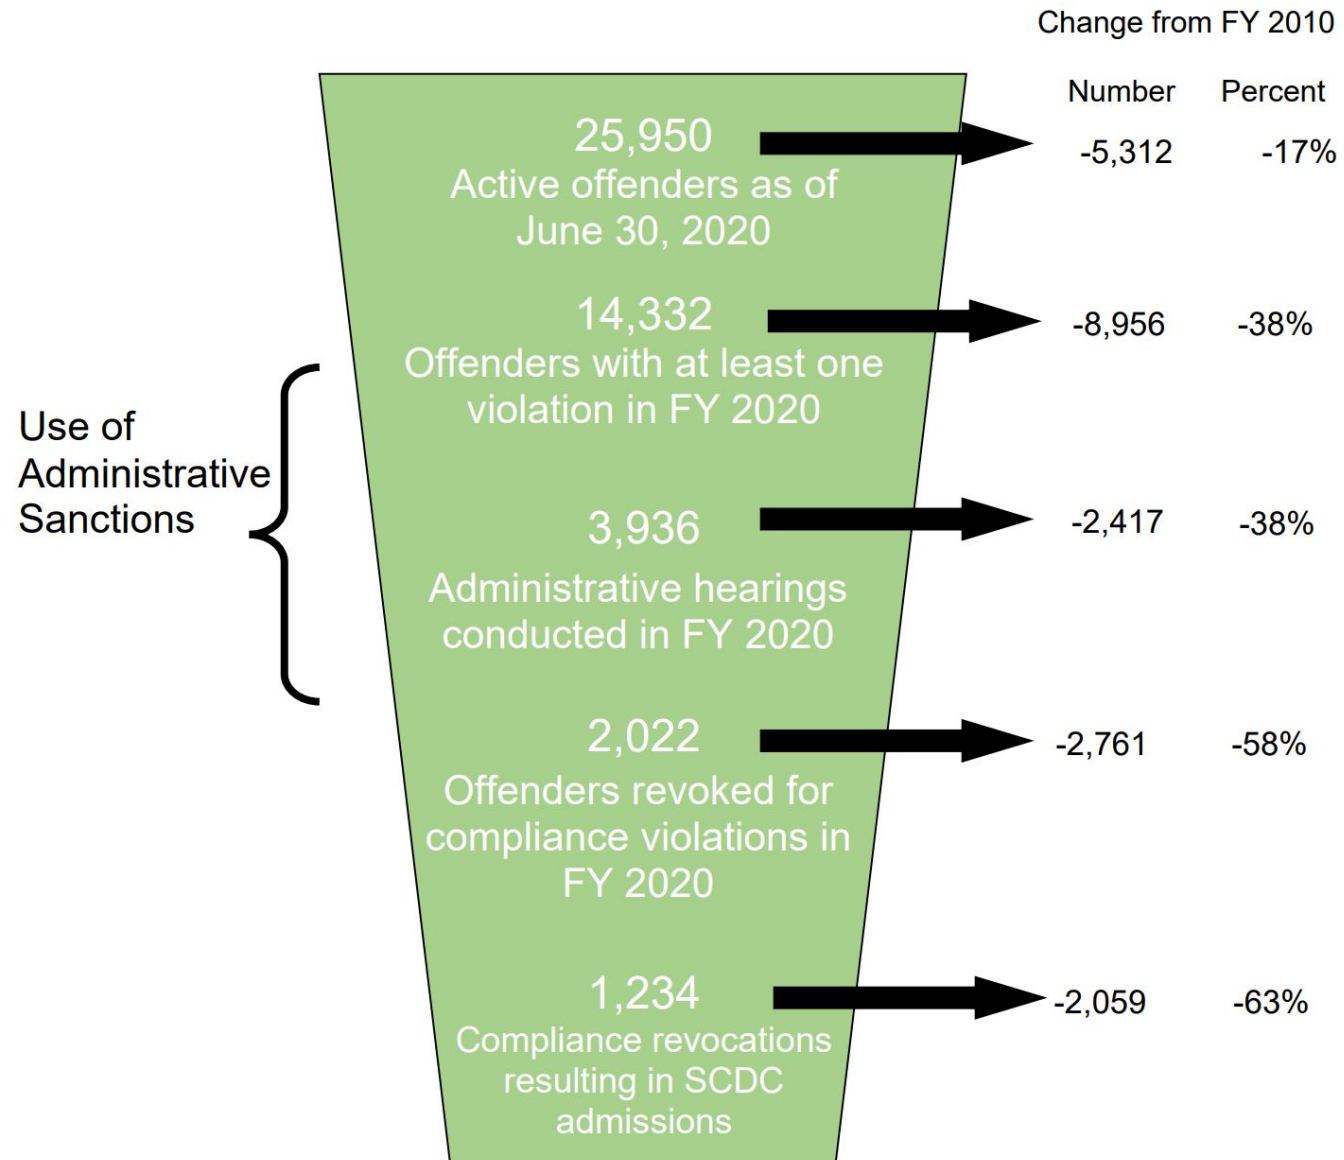 Change from FY 2010
Number Percent
25,950
-5,312 -17%
Active offenders as of
June 30, 2020
14,332
-8,956 -38%
Offenders with at least one
violation in FY 2020
Use of
Administrative
Sanctions
3,936
-2,417 -38%
Administrative hearings
conducted in FY 2020
2,022
-2,761 -58%
Offenders revoked for
compliance violations in
FY 2020
1,234
-2,059 -63%
Compliance revocations
resulting in SCDC
admissions